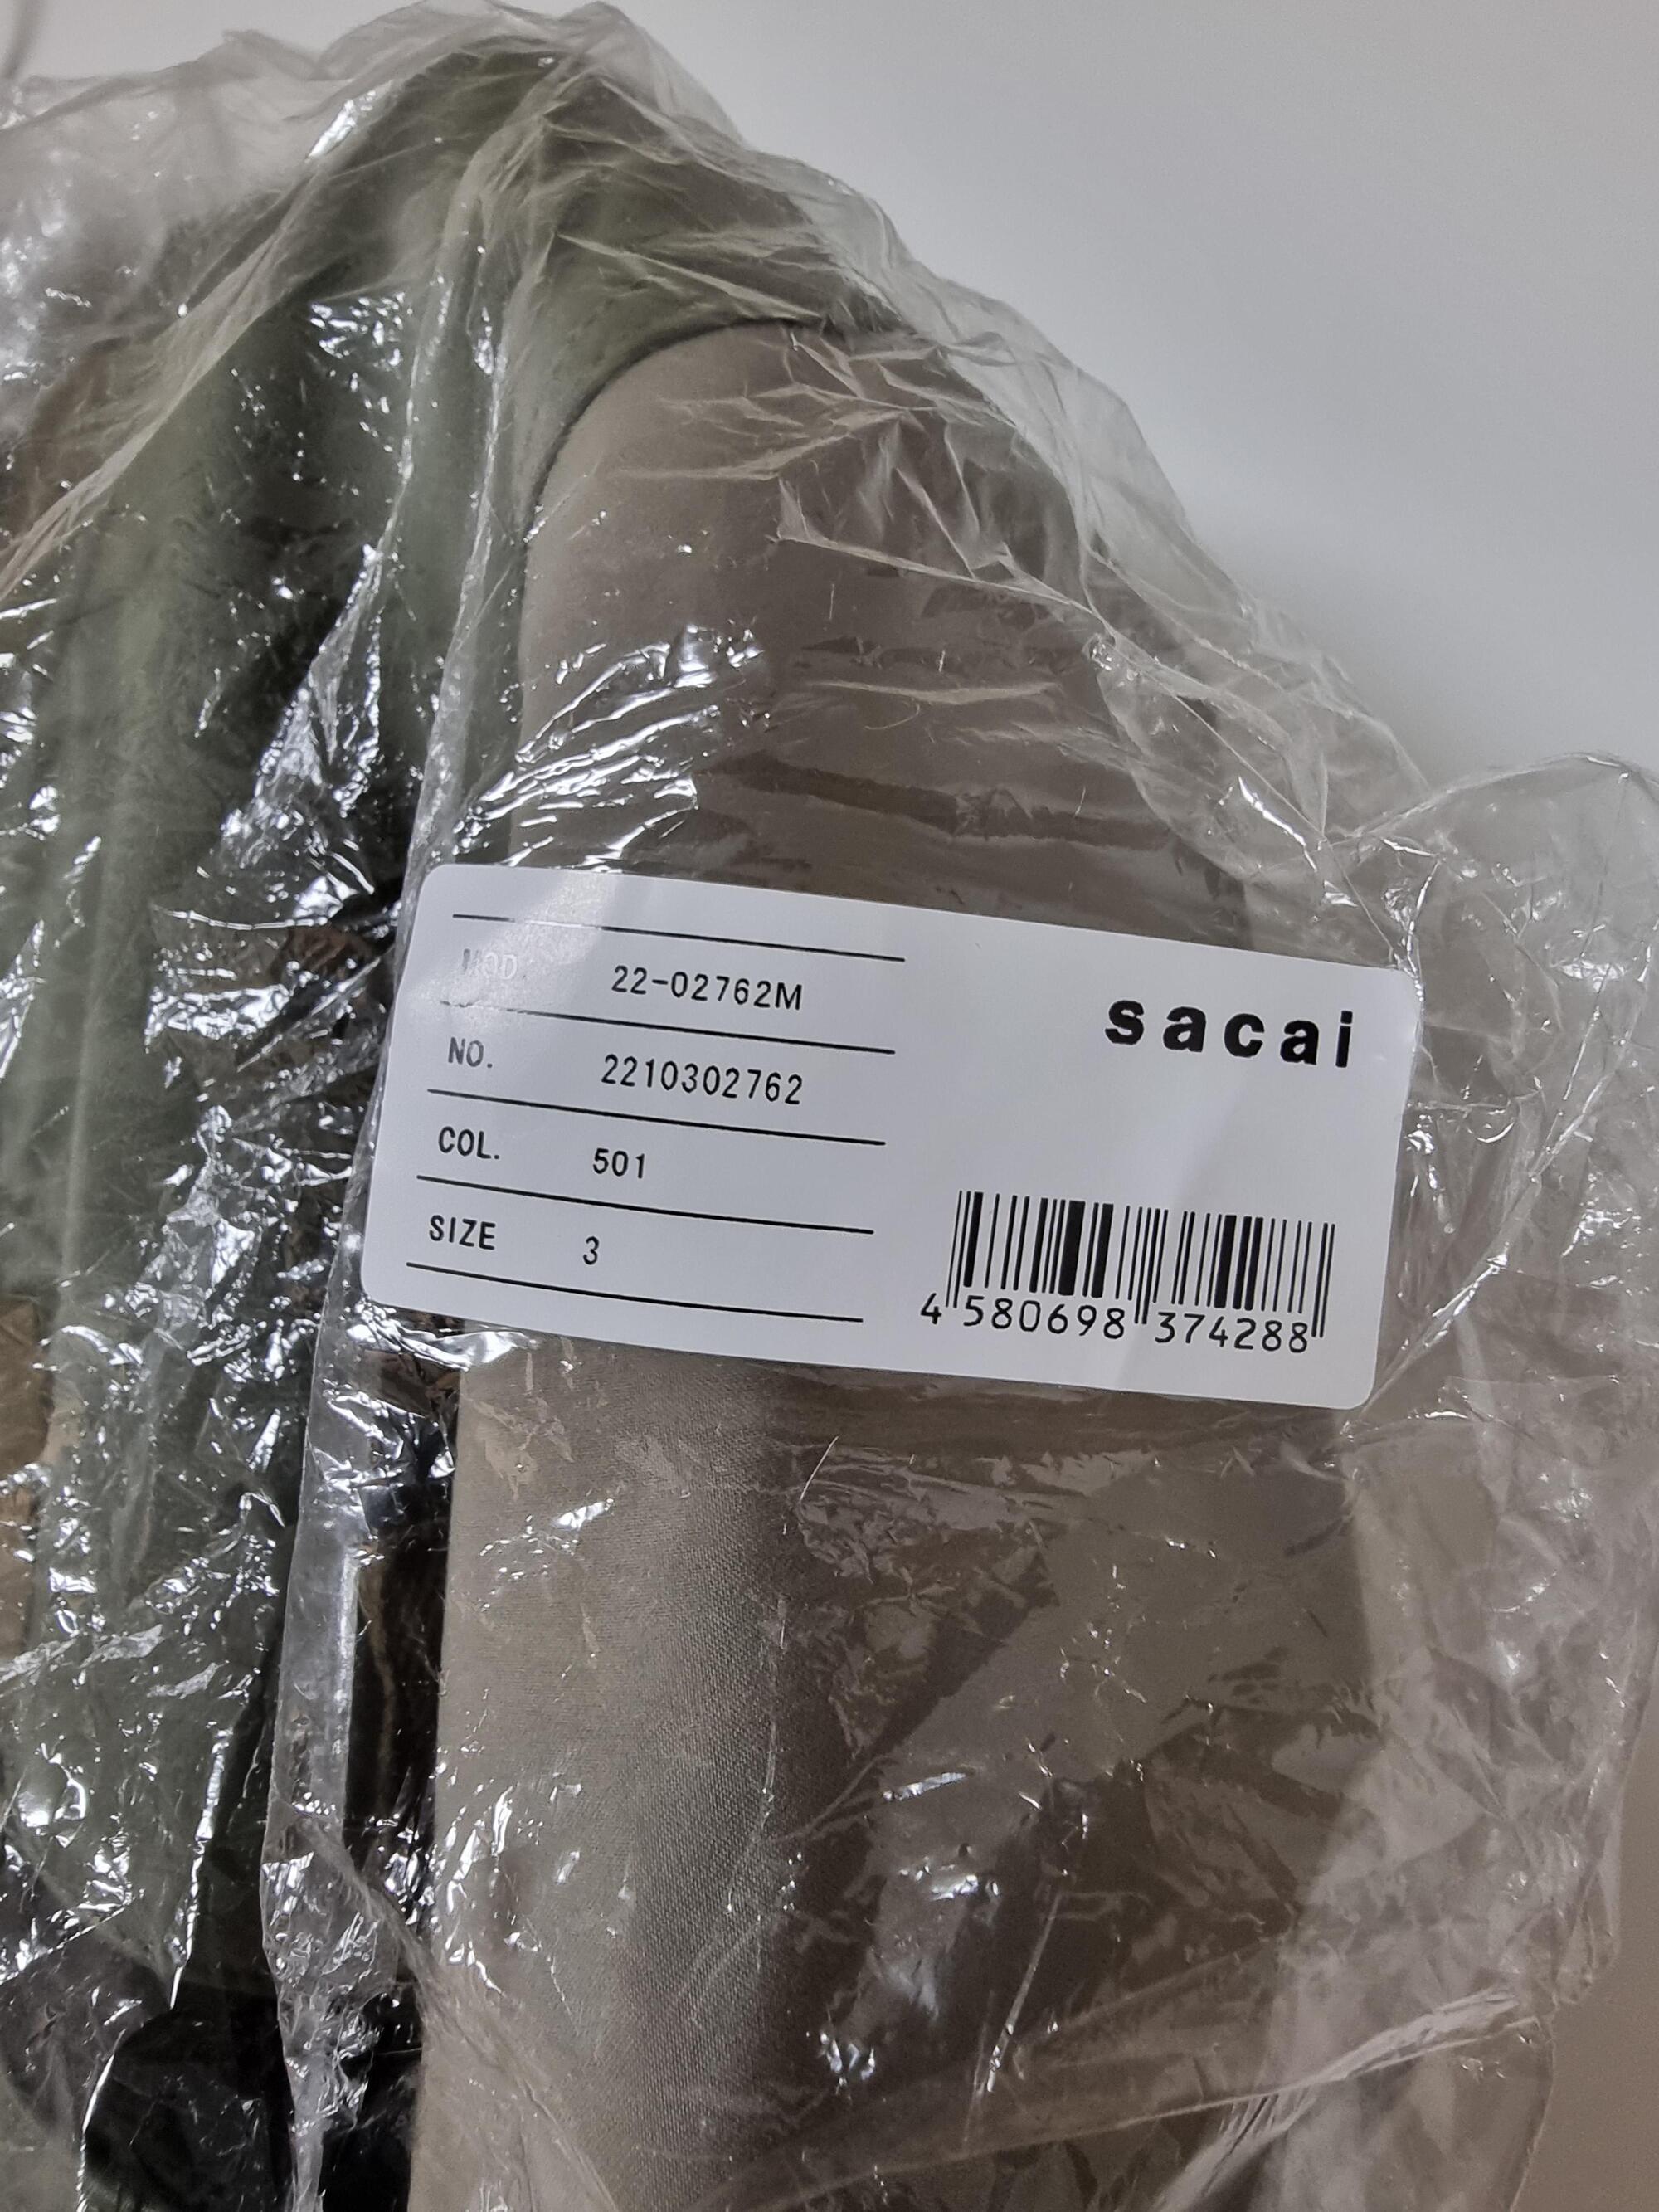 MOD. 22-02762M
NO. 2210302762
COL. 501
SIZE 3
sacai
4 580698 374288